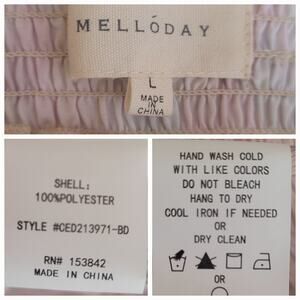 MELLÓDAY
L
MADE
IN
CHINA
SHELL:
100%POLYESTER
STYLE #CED213971-BD
RN# 153842
MADE IN CHINA
HAND WASH COLD
WITH LIKE COLORS
DO NOT BLEACH
HANG TO DRY
COOL IRON IF NEEDED
OR
DRY CLEAN
OR